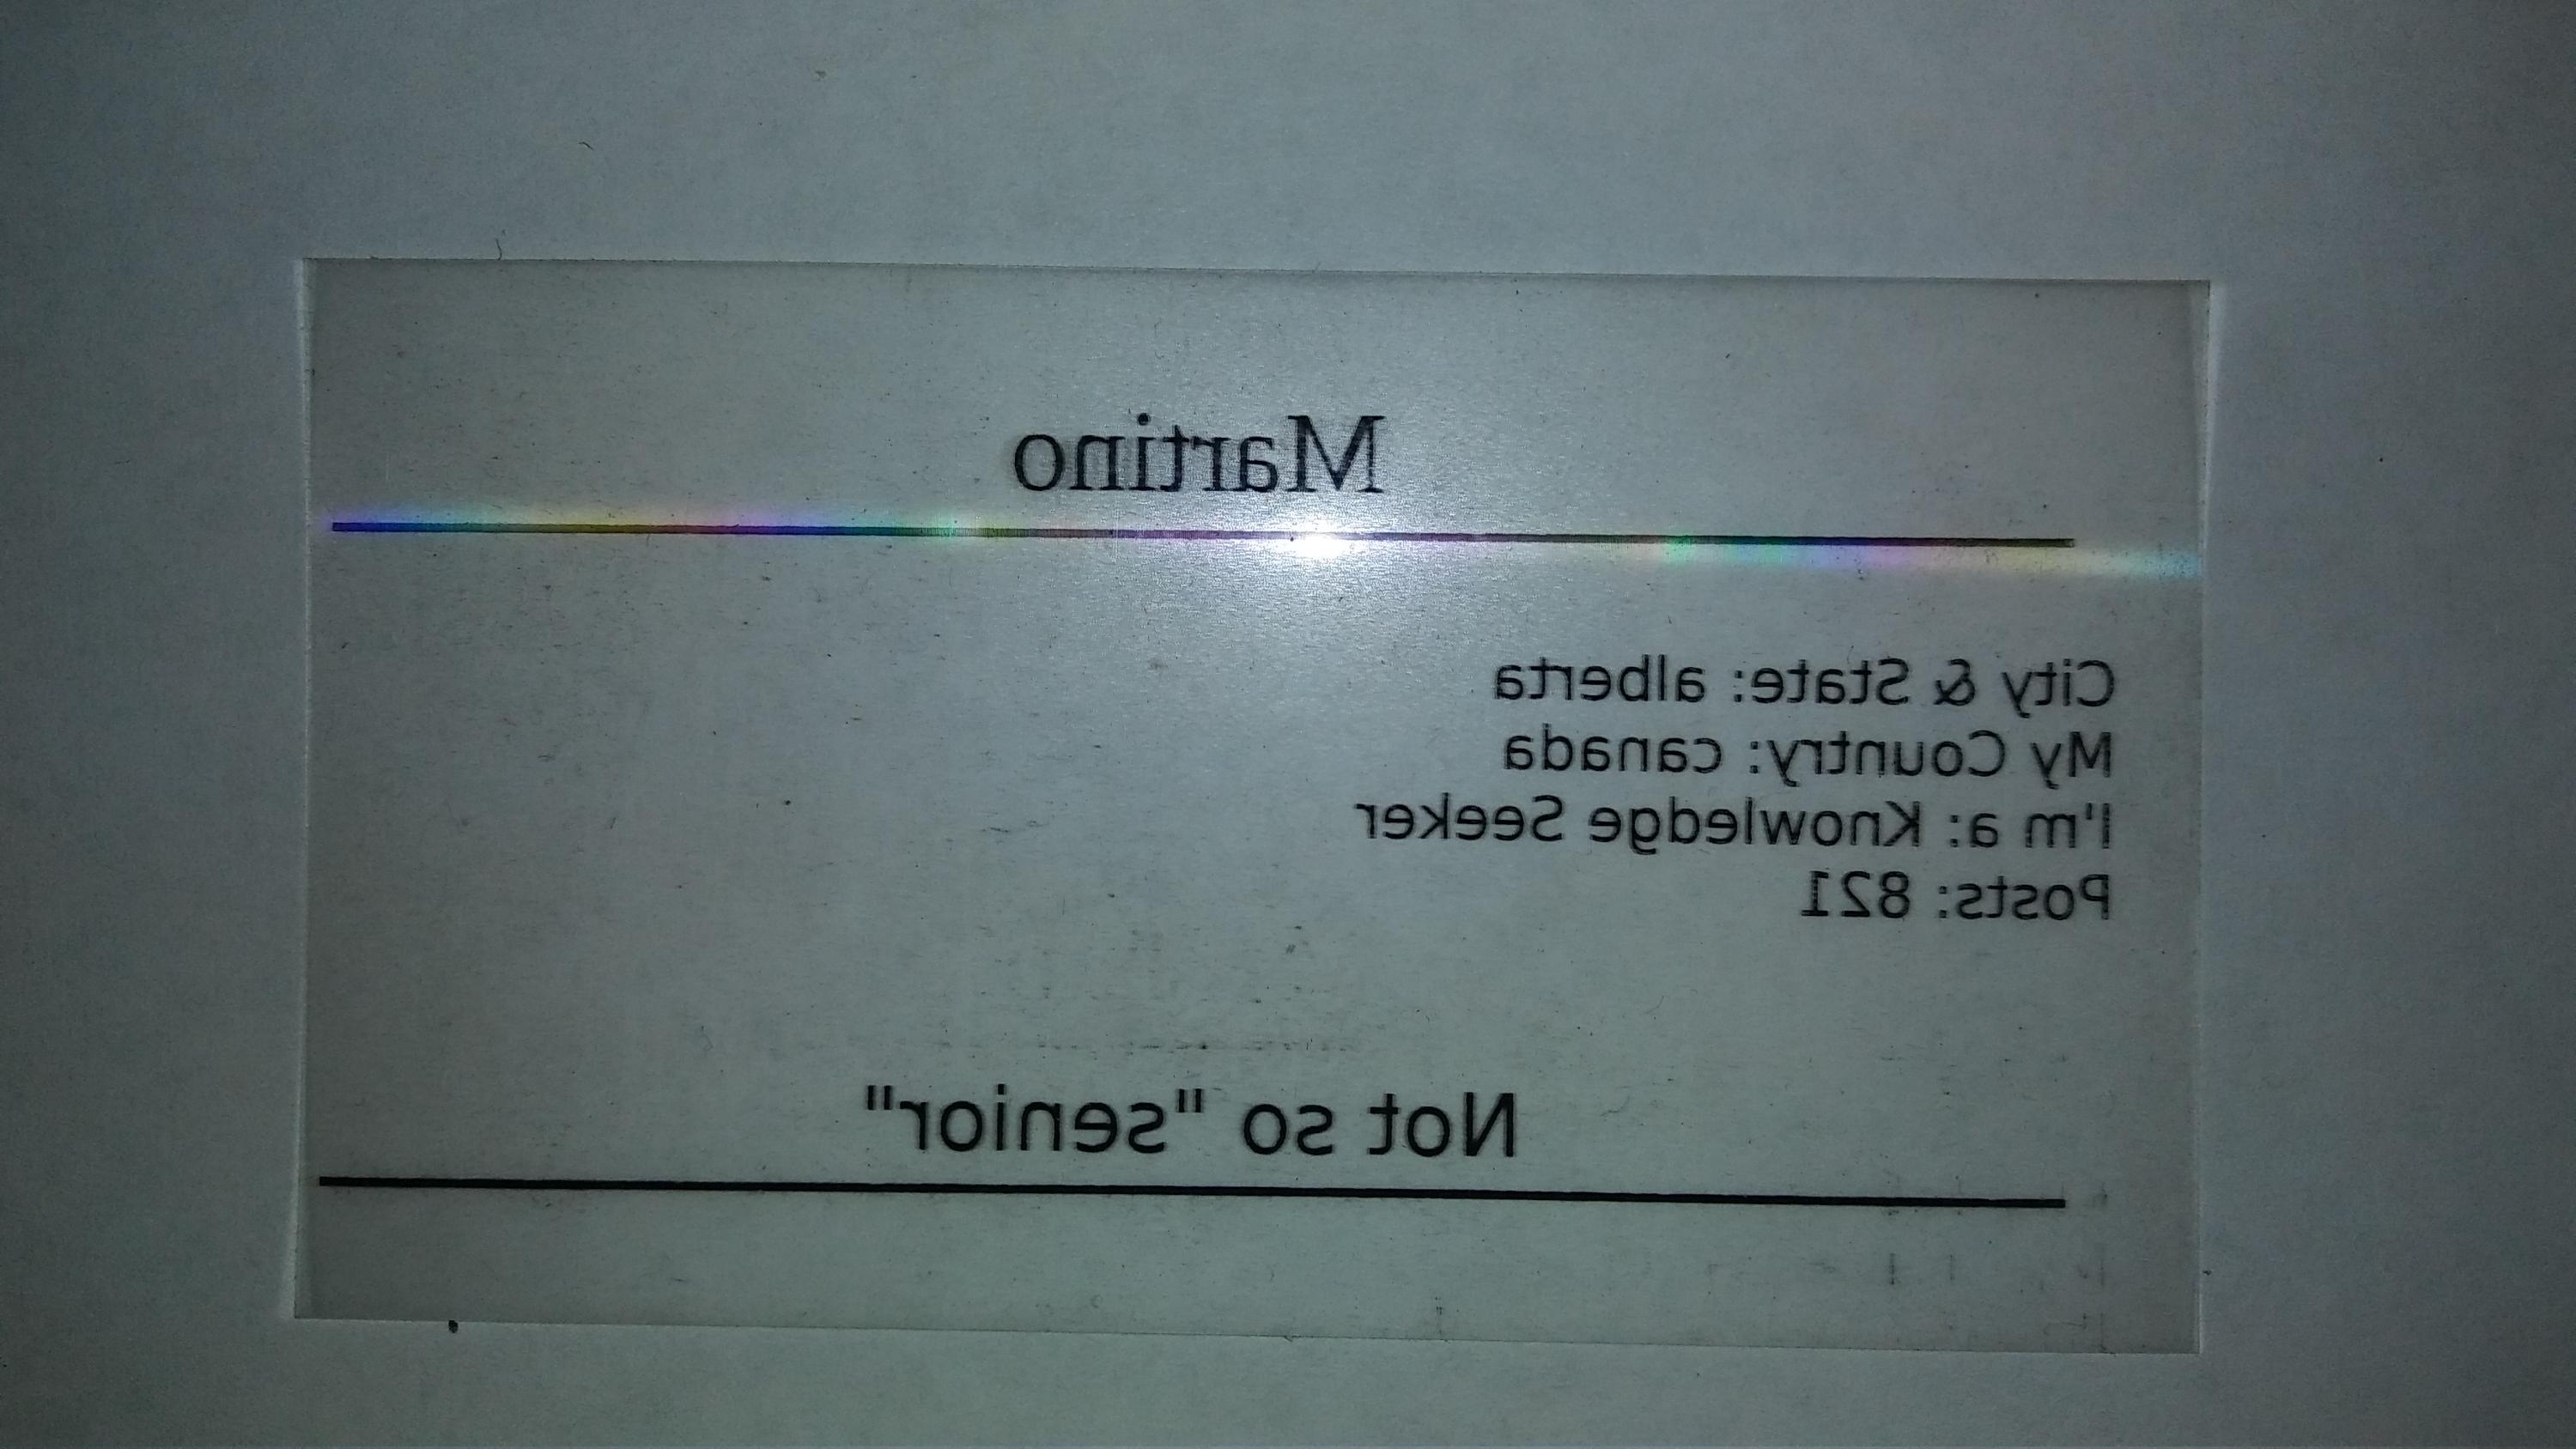 Martino
City & State: alberta
My Country: canada
I'm a: Knowledge Seeker
Posts: 821
Not so "senior"